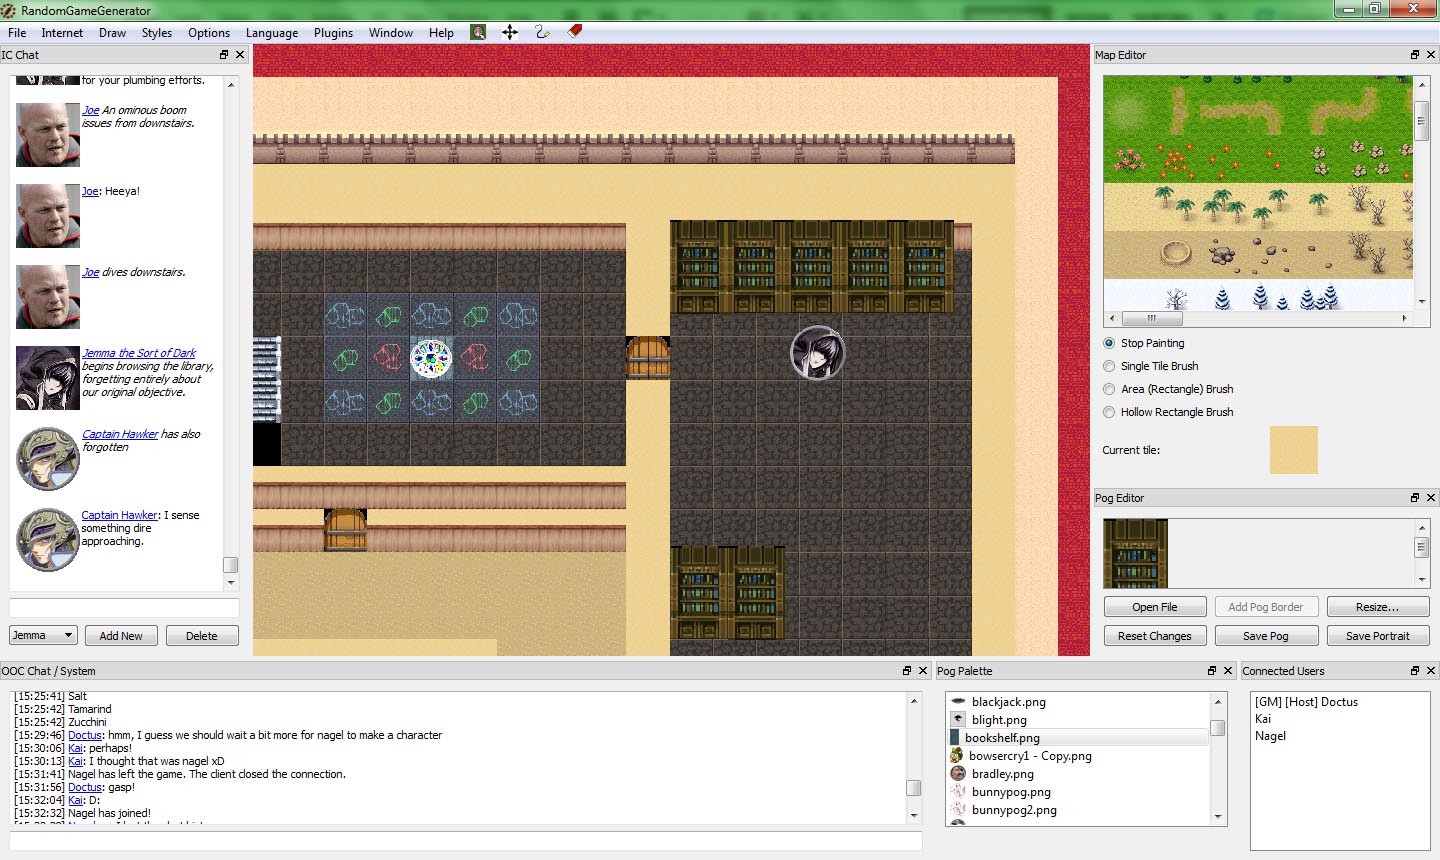 RandomGameGenerator
File Internet Draw Styles Options Language Plugins Window Help
IC Chat
for your plumbing efforts.
Joe An ominous boom
issues from downstairs.
Joe: Heeya!
Joe dives downstairs.
Jemma the Sort of Dark
begins browsing the library,
forgetting entirely about
our original objective.
Captain Hawker has also
forgotten
Captain Hawker: I sense
something dire
approaching.
Jemma
Add New
Delete
Map Editor
Stop Painting
Single Tile Brush
Area (Rectangle) Brush
Hollow Rectangle Brush
Current tile:
Pog Editor
Open File
Add Pog Border
Resize...
Reset Changes
Save Pog
Save Portrait
OOC Chat / System
[15:25:41] Salt
[15:25:42] Tamarind
[15:25:42] Zucchini
[15:29:46] Doctus: hmm, I guess we should wait a bit more for nagel to make a character
[15:30:06] Kai: perhaps!
[15:30:13] Kai: I thought that was nagel xD
[15:31:41] Nagel has left the game. The client closed the connection.
[15:31:56] Doctus: gasp!
[15:32:04] Kai: D:
[15:32:32] Nagel has joined!
Pog Palette
blackjack.png
blight.png
bookshelf.png
bowsercry1 - Copy.png
bradley.png
bunnypog.png
bunnypog2.png
Connected Users
[GM] [Host] Doctus
Kai
Nagel